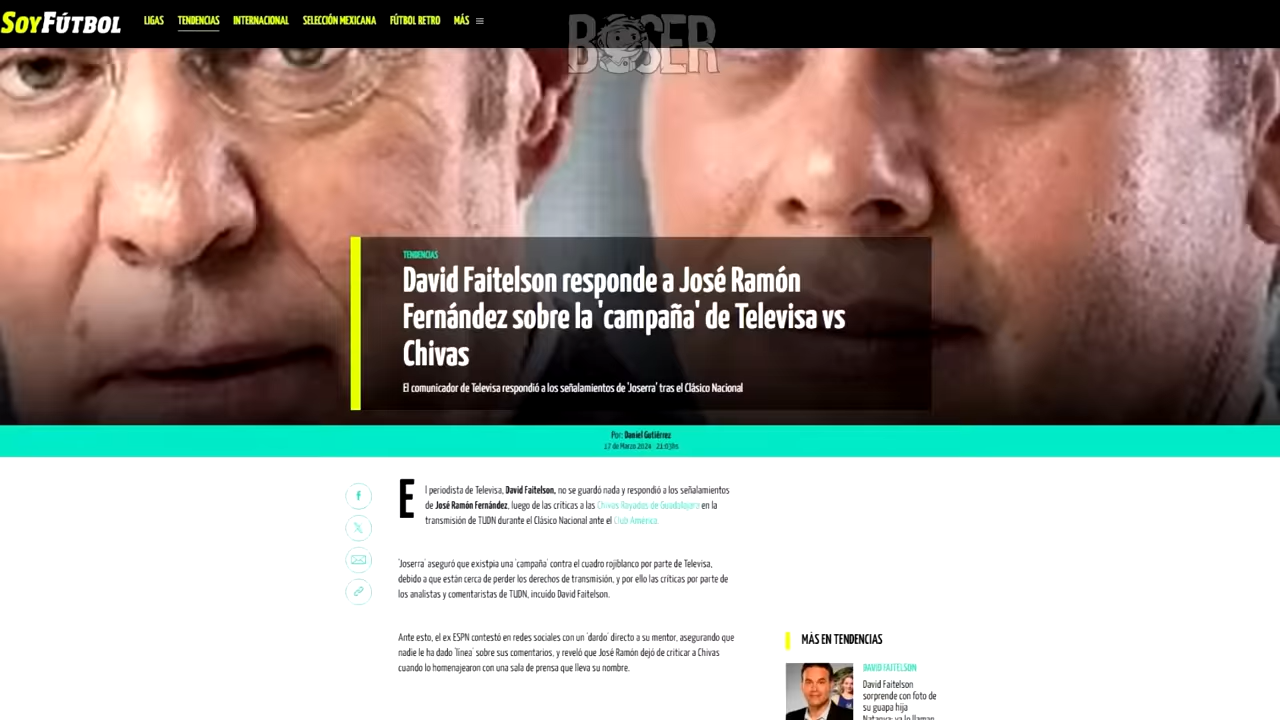 SOYFÚTBOL
LIGAS TENDENCIAS INTERNACIONAL SELECCIÓN MEXICANA FÚTBOL RETRO MÁS
BOSER
TENDENCIAS
David Faitelson responde a José Ramón
Fernández sobre la 'campaña' de Televisa vs
Chivas
El comunicador de Televisa respondió a los señalamientos de 'Joserra' tras el Clásico Nacional
Por: Daniel Gutiérrez
17 de Marzo 2024 21:03hs
El periodista de Televisa, David Faitelson, no se guardó nada y respondió a los señalamientos
de José Ramón Fernández, luego de las críticas a las Chivas Rayados de Guadalajara en la
transmisión de TUDN durante el Clásico Nacional ante el Club América.
'Joserra' aseguró que existpia una 'campaña' contra el cuadro rojiblanco por parte de Televisa,
debido a que están cerca de perder los derechos de transmisión, y por ello las críticas por parte de
los analistas y comentaristas de TUDN, incuido David Faitelson.
Ante esto, el ex ESPN contestó en redes sociales con un 'dardo' directo a su mentor, asegurando que
nadie le ha dado 'línea' sobre sus comentarios, y reveló que José Ramón dejó de criticar a Chivas
cuando lo homenajearon con una sala de prensa que lleva su nombre.
MÁS EN TENDENCIAS
DAVID FAITELSON
David Faitelson
sorprende con foto de
su guapa hija
Natanya; ya lo llaman